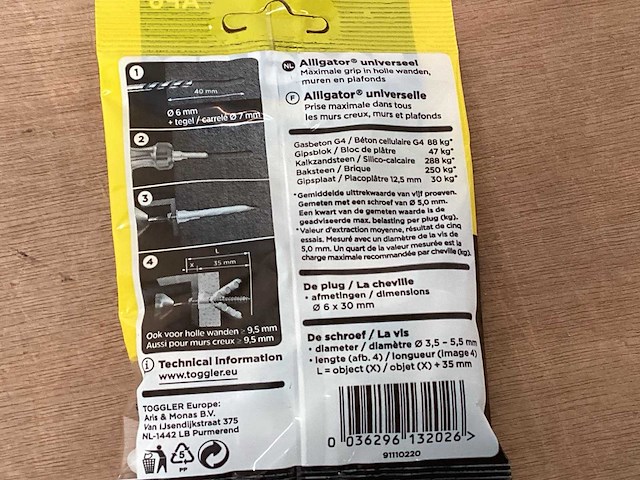 1
40 mm
Ø 6 mm
+ tegel / carrelé Ø 7 mm
2
3
4
L
X
35 mm
Ook voor holle wanden ≥ 9,5 mm
Aussi pour murs creux ≥ 9,5 mm
i Technical Information
www.toggler.eu
TOGGLER Europe:
Aris & Monas B.V.
Van IJsendijkstraat 375
NL-1442 LB Purmerend
5
PP
NL Alligator® universeel
Maximale grip in holle wanden,
muren en plafonds
F Alligator® universelle
Prise maximale dans tous
les murs creux, murs et plafonds
Gasbeton G4 / Béton cellulaire G4 88 kg*
Gipsblok / Bloc de plâtre 47 kg*
Kalkzandsteen / Silico-calcaire 288 kg*
Baksteen / Brique 250 kg*
Gipsplaat / Placoplâtre 12,5 mm 30 kg*
*Gemiddelde uittrekwaarde van vijf proeven.
Gemeten met een schroef van Ø 5,0 mm.
Een kwart van de gemeten waarde is de
geadviseerde max. belasting per plug (kg).
*Valeur d'extraction moyenne, résultat de cinq
essais. Mesuré avec un diamètre de la vis de
5,0 mm. Un quart de la valeur mesurée est la
charge maximale recommandée par cheville (kg).
De plug / La cheville
• afmetingen / dimensions
Ø 6 x 30 mm
De schroef / La vis
• diameter / diamètre Ø 3,5 - 5,5 mm
• lengte (afb. 4) / longueur (image 4)
L = object (X) / objet (X) + 35 mm
0 036296 132026 >
91110220